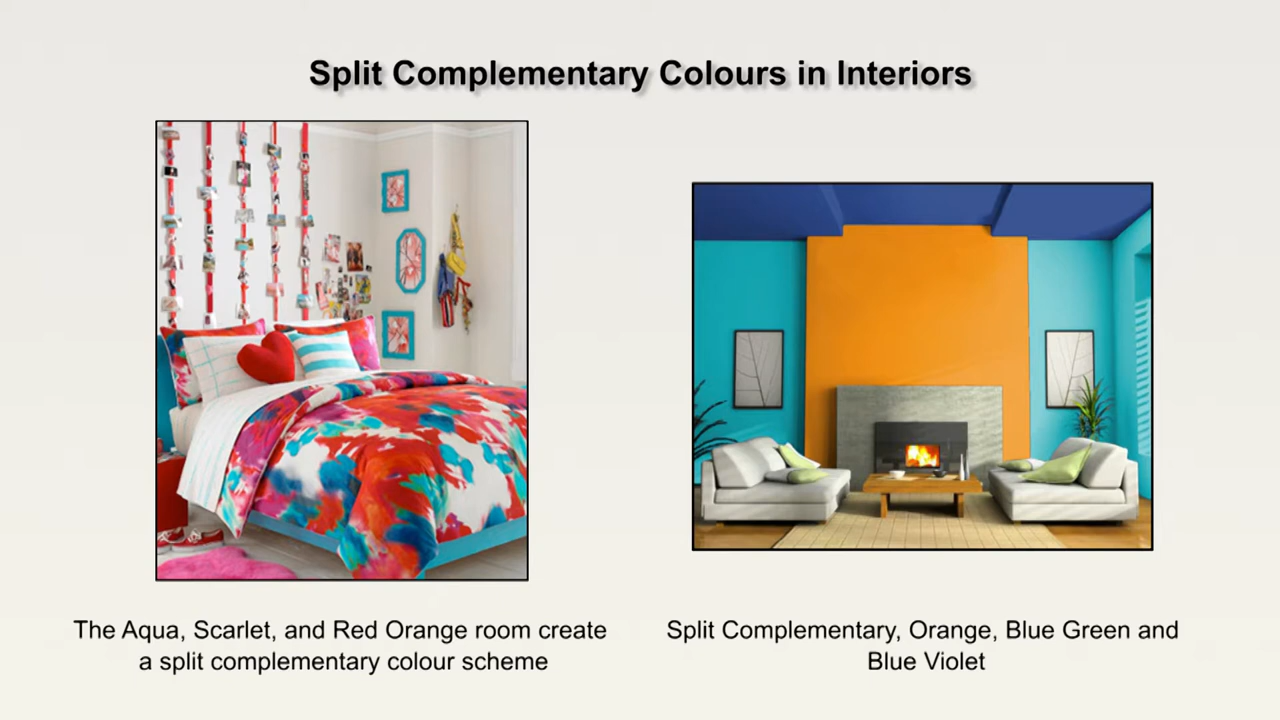 Split Complementary Colours in Interiors
The Aqua, Scarlet, and Red Orange room create
a split complementary colour scheme
Split Complementary, Orange, Blue Green and
Blue Violet